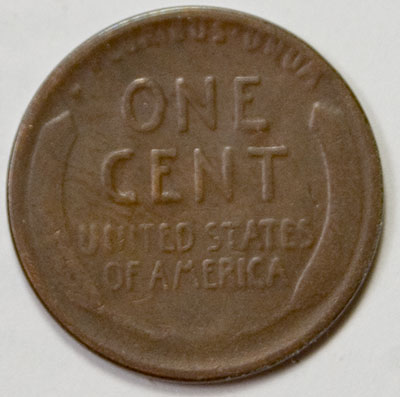 E·PLURIBUS·UNUM
ONE
CENT
UNITED STATES
OF AMERICA